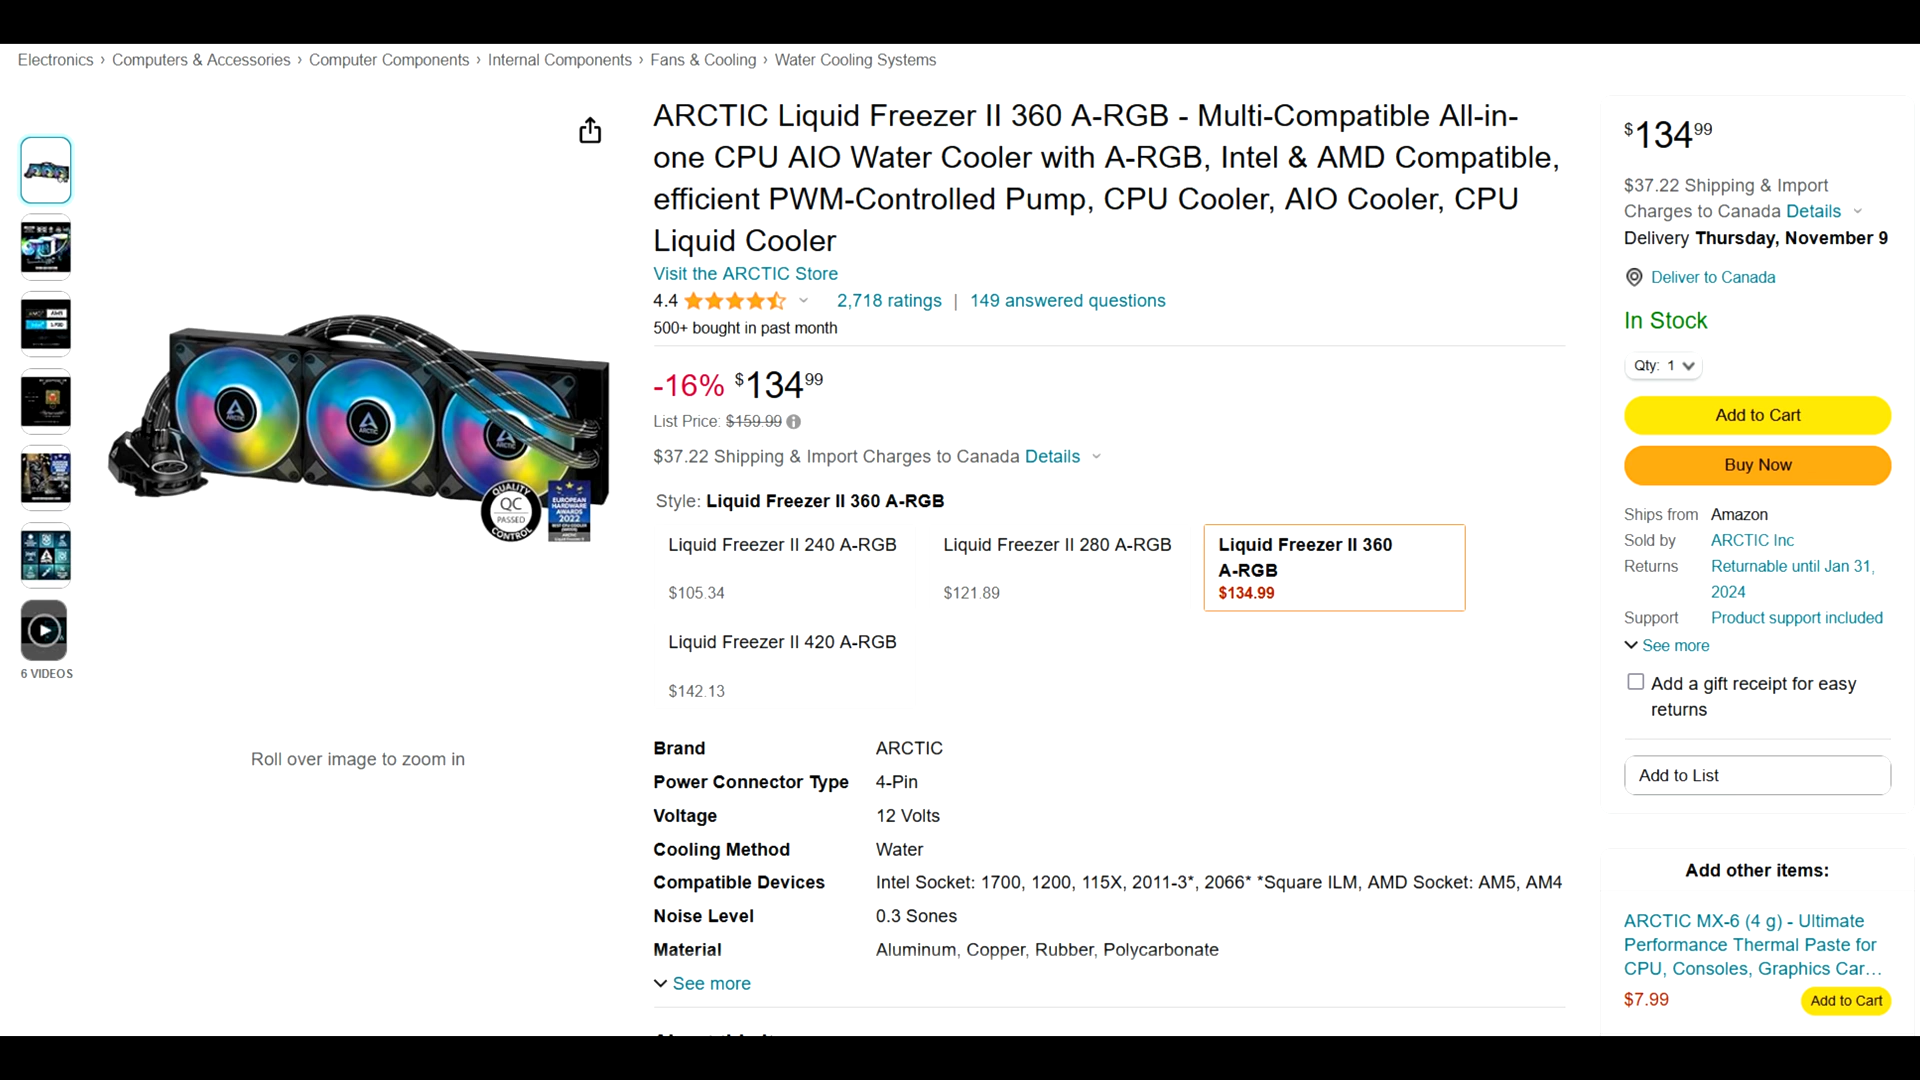 Electronics › Computers & Accessories › Computer Components › Internal Components › Fans & Cooling › Water Cooling Systems
ARCTIC Liquid Freezer II 360 A-RGB - Multi-Compatible All-in-
one CPU AIO Water Cooler with A-RGB, Intel & AMD Compatible,
efficient PWM-Controlled Pump, CPU Cooler, AIO Cooler, CPU
Liquid Cooler
Visit the ARCTIC Store
4.4 2,718 ratings | 149 answered questions
500+ bought in past month
-16% $134 99
List Price: $159.99
$37.22 Shipping & Import Charges to Canada Details
Style: Liquid Freezer II 360 A-RGB
Liquid Freezer II 240 A-RGB
$105.34
Liquid Freezer II 280 A-RGB
$121.89
Liquid Freezer II 360
A-RGB
$134.99
Liquid Freezer II 420 A-RGB
$142.13
Brand ARCTIC
Power Connector Type 4-Pin
Voltage 12 Volts
Cooling Method Water
Compatible Devices Intel Socket: 1700, 1200, 115X, 2011-3*, 2066* *Square ILM, AMD Socket: AM5, AM4
Noise Level 0.3 Sones
Material Aluminum, Copper, Rubber, Polycarbonate
See more
ARCTIC
ARCTIC
ARCTIC
QUALITY
QC
PASSED
CONTROL
EUROPEAN
HARDWARE
AWARDS
2022
6 VIDEOS
Roll over image to zoom in
$134 99
$37.22 Shipping & Import
Charges to Canada Details
Delivery Thursday, November 9
Deliver to Canada
In Stock
Qty: 1
Add to Cart
Buy Now
Ships from Amazon
Sold by ARCTIC Inc
Returns Returnable until Jan 31,
2024
Support Product support included
See more
Add a gift receipt for easy
returns
Add to List
Add other items:
ARCTIC MX-6 (4 g) - Ultimate
Performance Thermal Paste for
CPU, Consoles, Graphics Car…
$7.99
Add to Cart